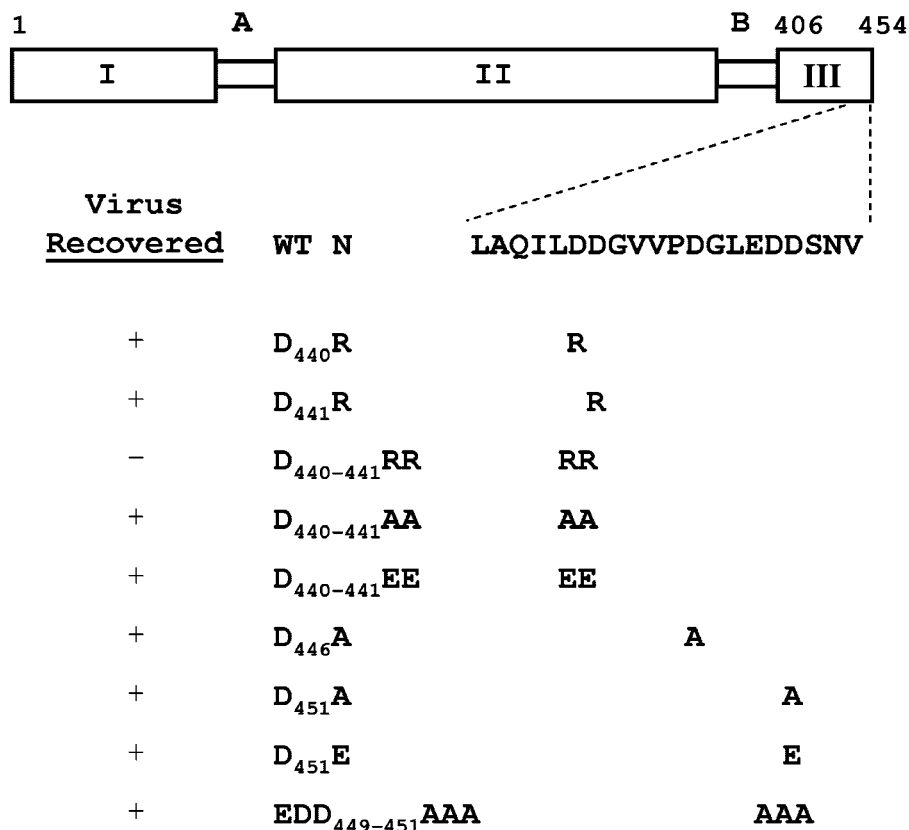 1 A B 406 454
I II III
Virus
Recovered WT N LAQILDDGVVPDGLEDDSNV
+ D440R R
+ D441R R
− D440-441RR RR
+ D440-441AA AA
+ D440-441EE EE
+ D446A A
+ D451A A
+ D451E E
+ EDD449-451AAA AAA